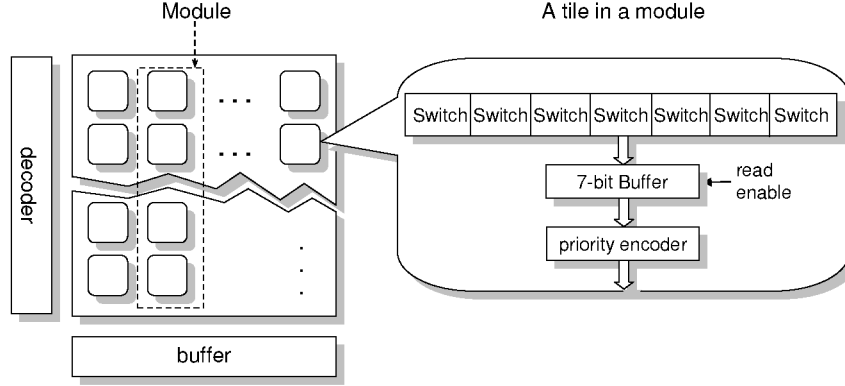 Module
A tile in a module
decoder
Switch Switch Switch Switch Switch Switch Switch
7-bit Buffer
read
enable
priority encoder
buffer